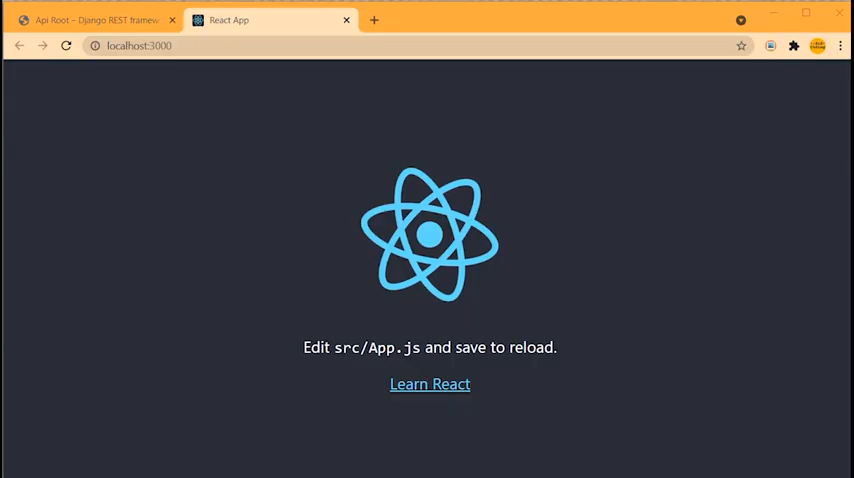 Api Root – Django REST framew
React App
localhost:3000
Edit src/App.js and save to reload.
Learn React